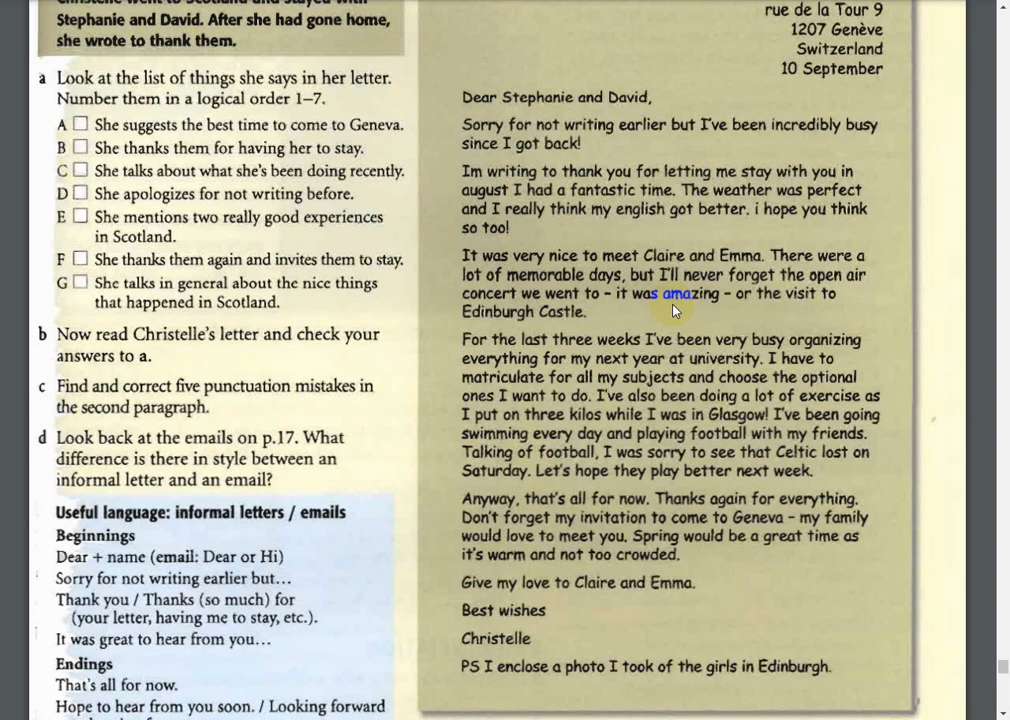 Christelle went to Scotland and stayed with
Stephanie and David. After she had gone home,
she wrote to thank them.
a Look at the list of things she says in her letter.
Number them in a logical order 1–7.
A She suggests the best time to come to Geneva.
B She thanks them for having her to stay.
C She talks about what she's been doing recently.
D She apologizes for not writing before.
E She mentions two really good experiences
in Scotland.
F She thanks them again and invites them to stay.
G She talks in general about the nice things
that happened in Scotland.
b Now read Christelle's letter and check your
answers to a.
c Find and correct five punctuation mistakes in
the second paragraph.
d Look back at the emails on p.17. What
difference is there in style between an
informal letter and an email?
Useful language: informal letters / emails
Beginnings
Dear + name (email: Dear or Hi)
Sorry for not writing earlier but…
Thank you / Thanks (so much) for
(your letter, having me to stay, etc.).
It was great to hear from you…
Endings
That's all for now.
Hope to hear from you soon. / Looking forward
rue de la Tour 9
1207 Genève
Switzerland
10 September
Dear Stephanie and David,
Sorry for not writing earlier but I've been incredibly busy
since I got back!
Im writing to thank you for letting me stay with you in
august I had a fantastic time. The weather was perfect
and I really think my english got better. i hope you think
so too!
It was very nice to meet Claire and Emma. There were a
lot of memorable days, but I'll never forget the open air
concert we went to – it was amazing – or the visit to
Edinburgh Castle.
For the last three weeks I've been very busy organizing
everything for my next year at university. I have to
matriculate for all my subjects and choose the optional
ones I want to do. I've also been doing a lot of exercise as
I put on three kilos while I was in Glasgow! I've been going
swimming every day and playing football with my friends.
Talking of football, I was sorry to see that Celtic lost on
Saturday. Let's hope they play better next week.
Anyway, that's all for now. Thanks again for everything.
Don't forget my invitation to come to Geneva – my family
would love to meet you. Spring would be a great time as
it's warm and not too crowded.
Give my love to Claire and Emma.
Best wishes
Christelle
PS I enclose a photo I took of the girls in Edinburgh.